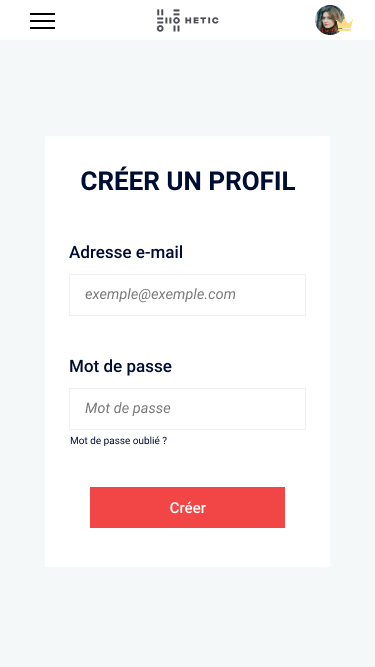 HETIC
CRÉER UN PROFIL
Adresse e-mail
exemple@exemple.com
Mot de passe
Mot de passe
Mot de passe oublié ?
Créer